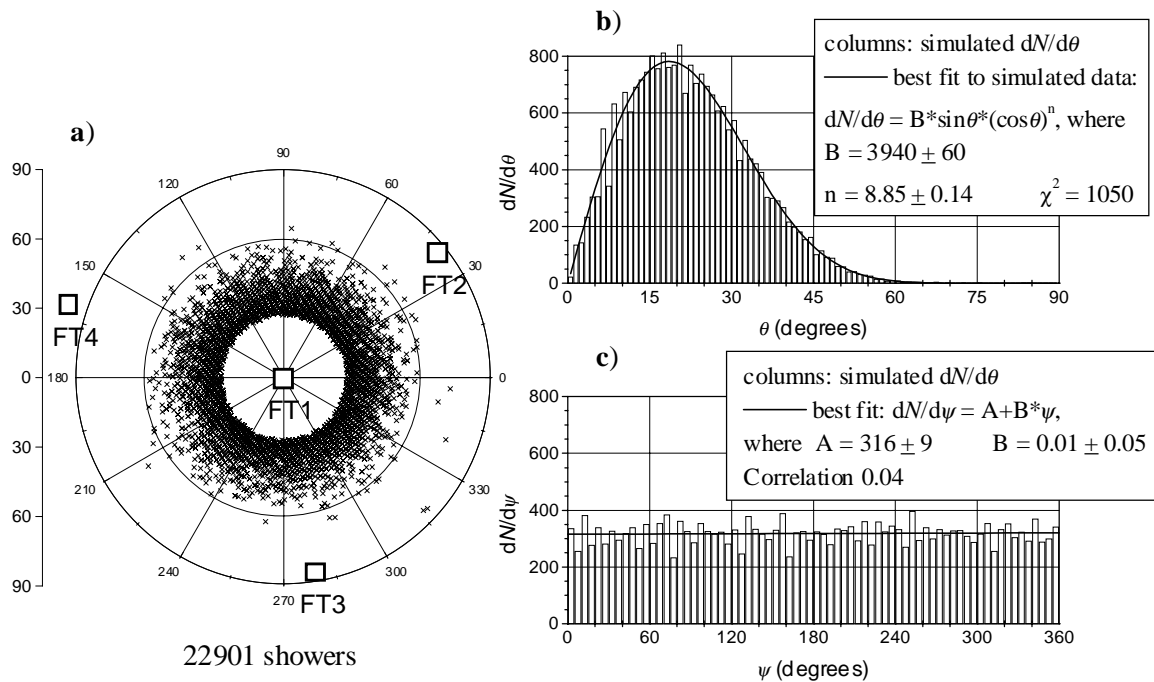 a)
90
60
30
0
30
60
90
90
60
30
0
330
300
270
240
210
180
150
120
FT1
FT2
FT3
FT4
22901 showers
b)
columns: simulated dN/dθ
best fit to simulated data:
dN/dθ = B*sinθ*(cosθ)ⁿ, where
B = 3940 ± 60
n = 8.85 ± 0.14 χ² = 1050
dN/dθ
800
600
400
200
0
0 15 30 45 60 75 90
θ (degrees)
c)
columns: simulated dN/dθ
best fit: dN/dψ = A+B*ψ,
where A = 316 ± 9 B = 0.01 ± 0.05
Correlation 0.04
dN/dψ
800
600
400
200
0
0 60 120 180 240 300 360
ψ (degrees)